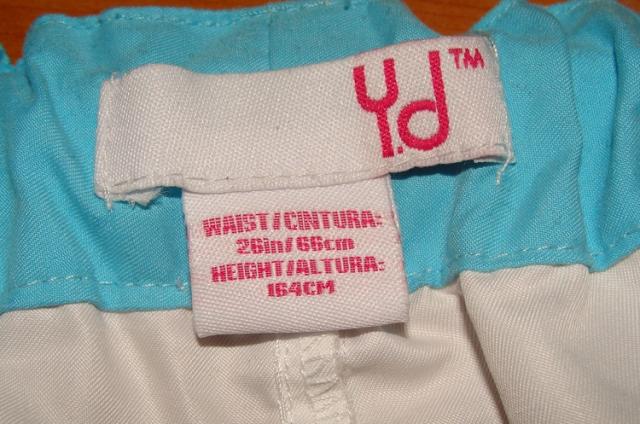 Y.d™
WAIST/CINTURA:
26in/66cm
HEIGHT/ALTURA:
164CM